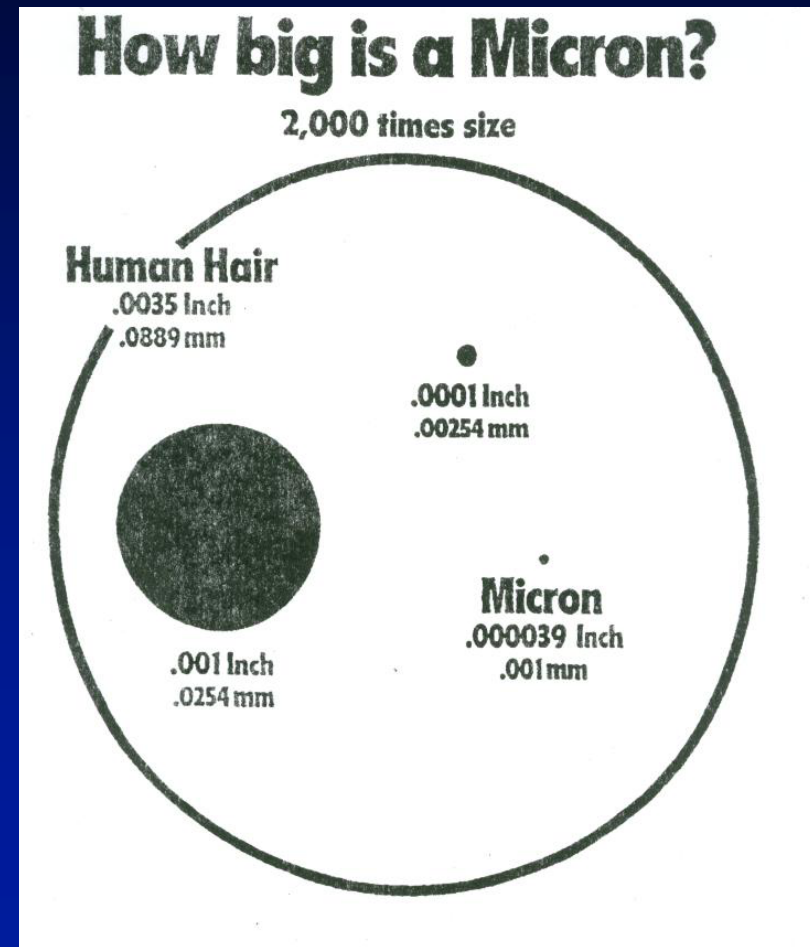 How big is a Micron?
2,000 times size
Human Hair
.0035 Inch
.0889 mm
.0001 Inch
.00254 mm
.001 Inch
.0254 mm
Micron
.000039 Inch
.001 mm